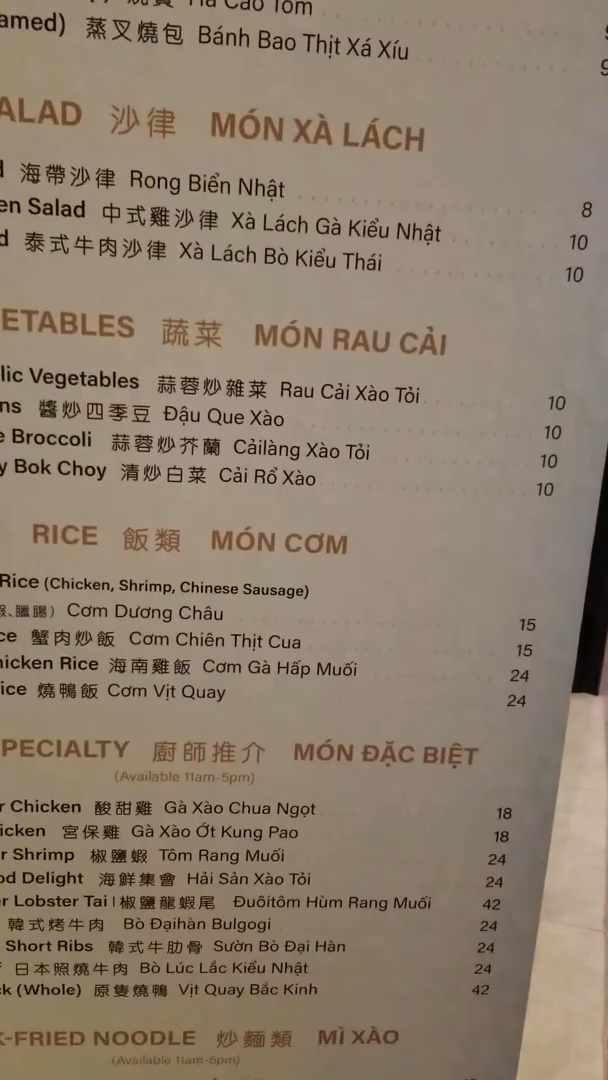 Há Cảo Tôm
amed) 蒸叉燒包 Bánh Bao Thịt Xá Xíu 9
ALAD 沙律 MÓN XÀ LÁCH
d 海帶沙律 Rong Biển Nhật 8
en Salad 中式雞沙律 Xà Lách Gà Kiểu Nhật 10
d 泰式牛肉沙律 Xà Lách Bò Kiểu Thái 10
ETABLES 蔬菜 MÓN RAU CẢI
lic Vegetables 蒜蓉炒雜菜 Rau Cải Xào Tỏi 10
ns 醬炒四季豆 Đậu Que Xào 10
e Broccoli 蒜蓉炒芥蘭 Cảilàng Xào Tỏi 10
y Bok Choy 清炒白菜 Cải Rổ Xào 10
RICE 飯類 MÓN CƠM
Rice (Chicken, Shrimp, Chinese Sausage)
蝦、臘腸) Cơm Dương Châu 15
ce 蟹肉炒飯 Cơm Chiên Thịt Cua 15
hicken Rice 海南雞飯 Cơm Gà Hấp Muối 24
ice 燒鴨飯 Cơm Vịt Quay 24
PECIALTY 廚師推介 MÓN ĐẶC BIỆT
(Available 11am-5pm)
r Chicken 酸甜雞 Gà Xào Chua Ngọt 18
icken 宮保雞 Gà Xào Ớt Kung Pao 18
r Shrimp 椒鹽蝦 Tôm Rang Muối 24
od Delight 海鮮集會 Hải Sản Xào Tỏi 24
er Lobster Tai | 椒鹽龍蝦尾 Đuôitôm Hùm Rang Muối 42
韓式烤牛肉 Bò Đạihàn Bulgogi 24
Short Ribs 韓式牛肋骨 Sườn Bò Đại Hàn 24
日本照燒牛肉 Bò Lúc Lắc Kiểu Nhật 24
ck (Whole) 原隻燒鴨 Vịt Quay Bắc Kinh 42
K-FRIED NOODLE 炒麵類 MÌ XÀO
(Available 11am-5pm)